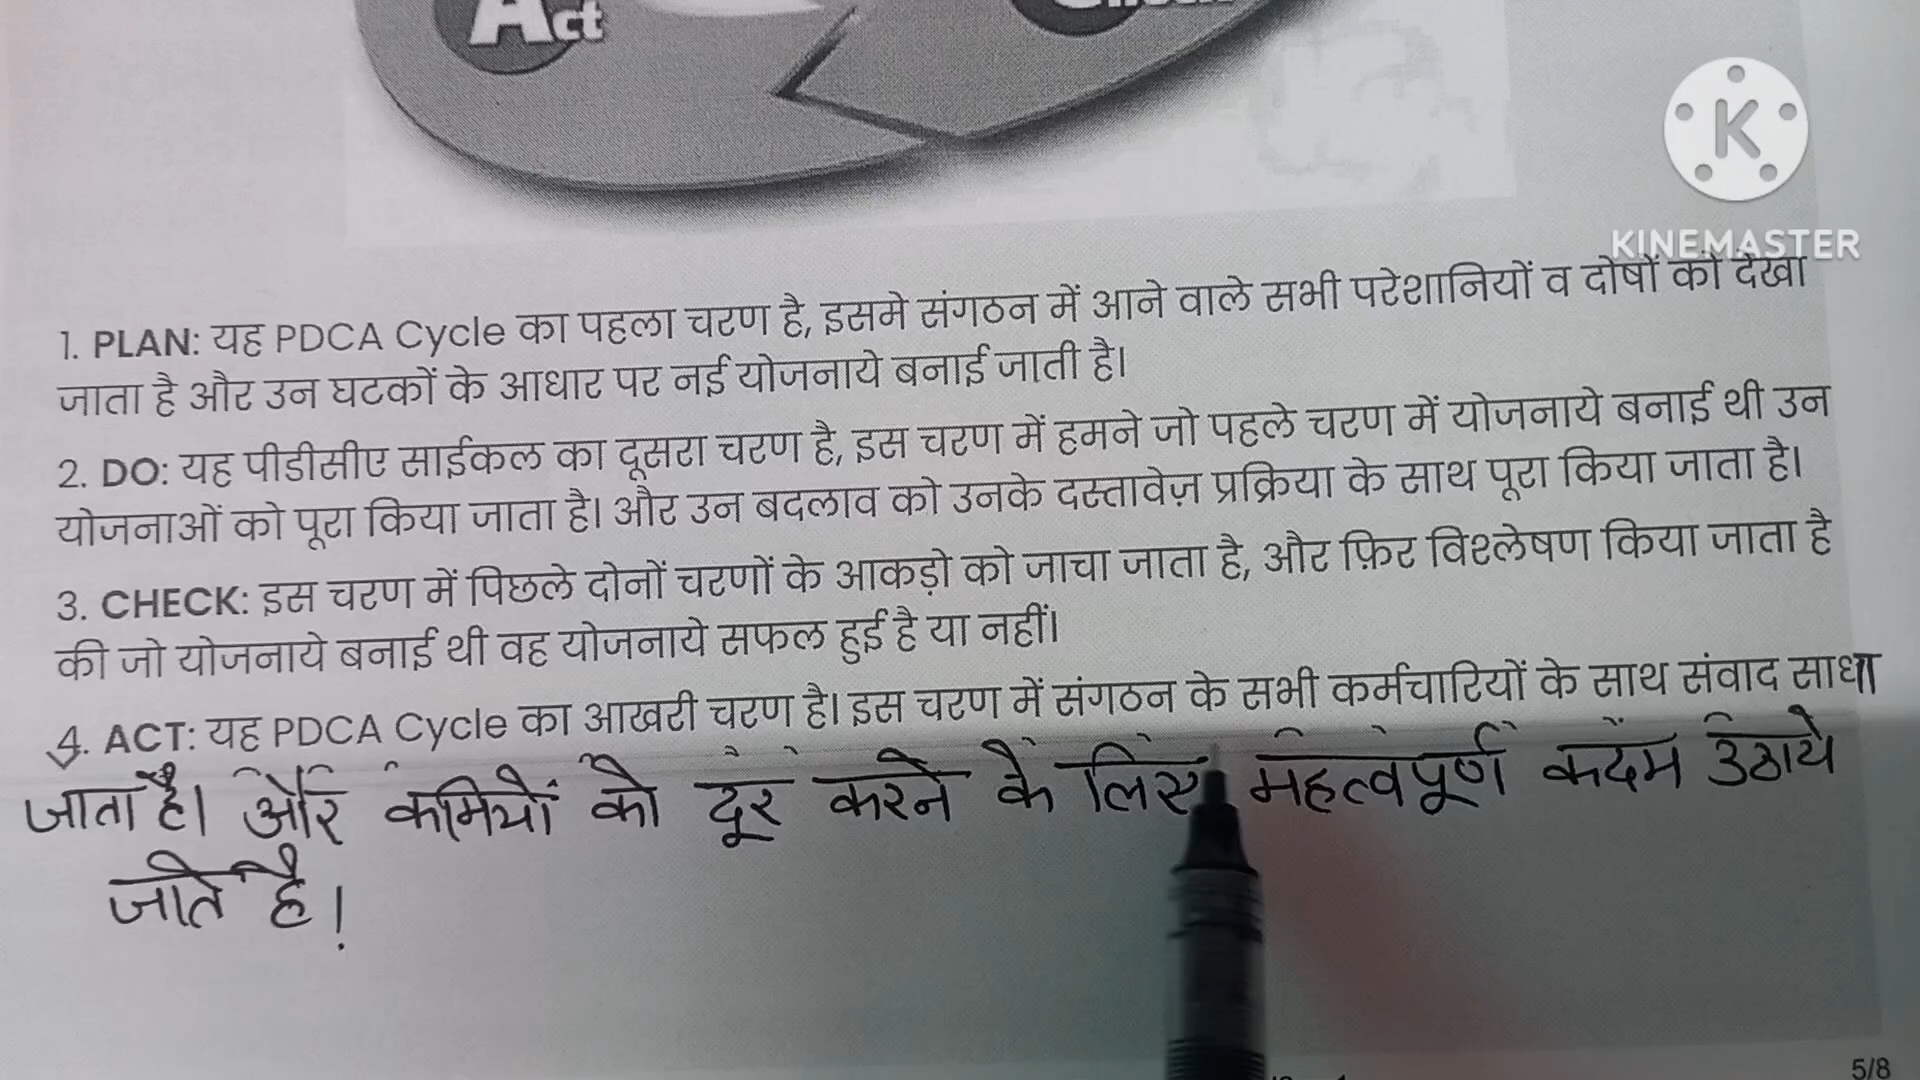 Act
KINEMASTER
1. PLAN: यह PDCA Cycle का पहला चरण है, इसमे संगठन में आने वाले सभी परेशानियों व दोषों को देखा
जाता है और उन घटकों के आधार पर नई योजनाये बनाई जाती है।
2. DO: यह पीडीसीए साईकल का दूसरा चरण है, इस चरण में हमने जो पहले चरण में योजनाये बनाई थी उन
योजनाओं को पूरा किया जाता है। और उन बदलाव को उनके दस्तावेज़ प्रक्रिया के साथ पूरा किया जाता है।
3. CHECK: इस चरण में पिछले दोनों चरणों के आकड़ो को जाचा जाता है, और फ़िर विश्लेषण किया जाता है
की जो योजनाये बनाई थी वह योजनाये सफल हुई है या नहीं।
4. ACT: यह PDCA Cycle का आखरी चरण है। इस चरण में संगठन के सभी कर्मचारियों के साथ संवाद साधा
जाता है। और कमियों को दूर करने के लिए महत्वपूर्ण कदम उठाये
जाते है।
5/8